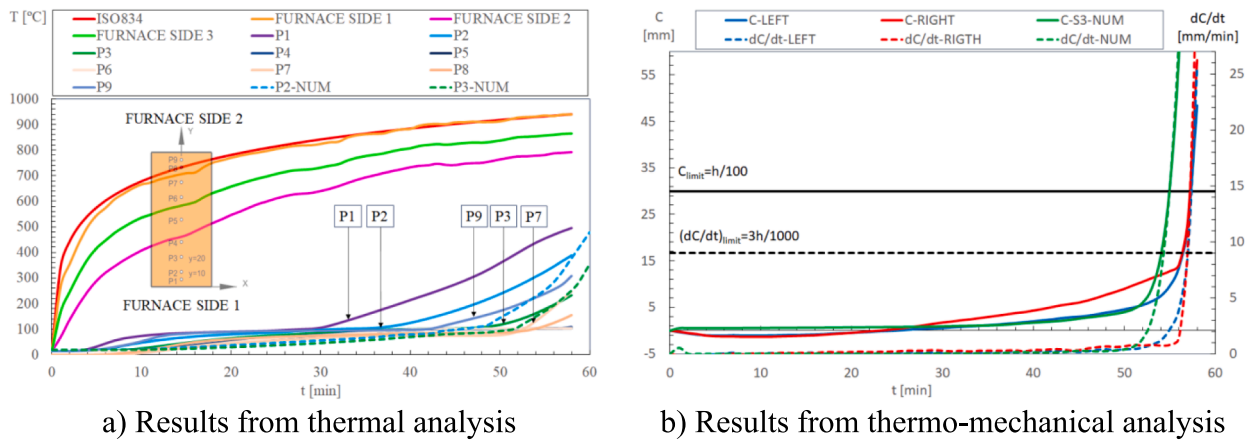 T [ºC]
ISO834 FURNACE SIDE 1 FURNACE SIDE 2
FURNACE SIDE 3 P1 P2
P3 P4 P5
P6 P7 P8
P9 P2-NUM P3-NUM
1000
900
800
700
600
500
400
300
200
100
0
FURNACE SIDE 2
Y
P9
P8
P7
P6
P5
P4
P3 y=20
P2 y=10
P1
X
FURNACE SIDE 1
P1 P2 P9 P3 P7
0 10 20 30 40 50 60
t [min]
a) Results from thermal analysis
C
[mm]
dC/dt
[mm/min]
C-LEFT C-RIGHT C-S3-NUM
dC/dt-LEFT dC/dt-RIGTH dC/dt-NUM
55
45
35
25
15
5
-5
25
20
15
10
5
0
Climit=h/100
(dC/dt)limit=3h/1000
0 10 20 30 40 50 60
t [min]
b) Results from thermo-mechanical analysis